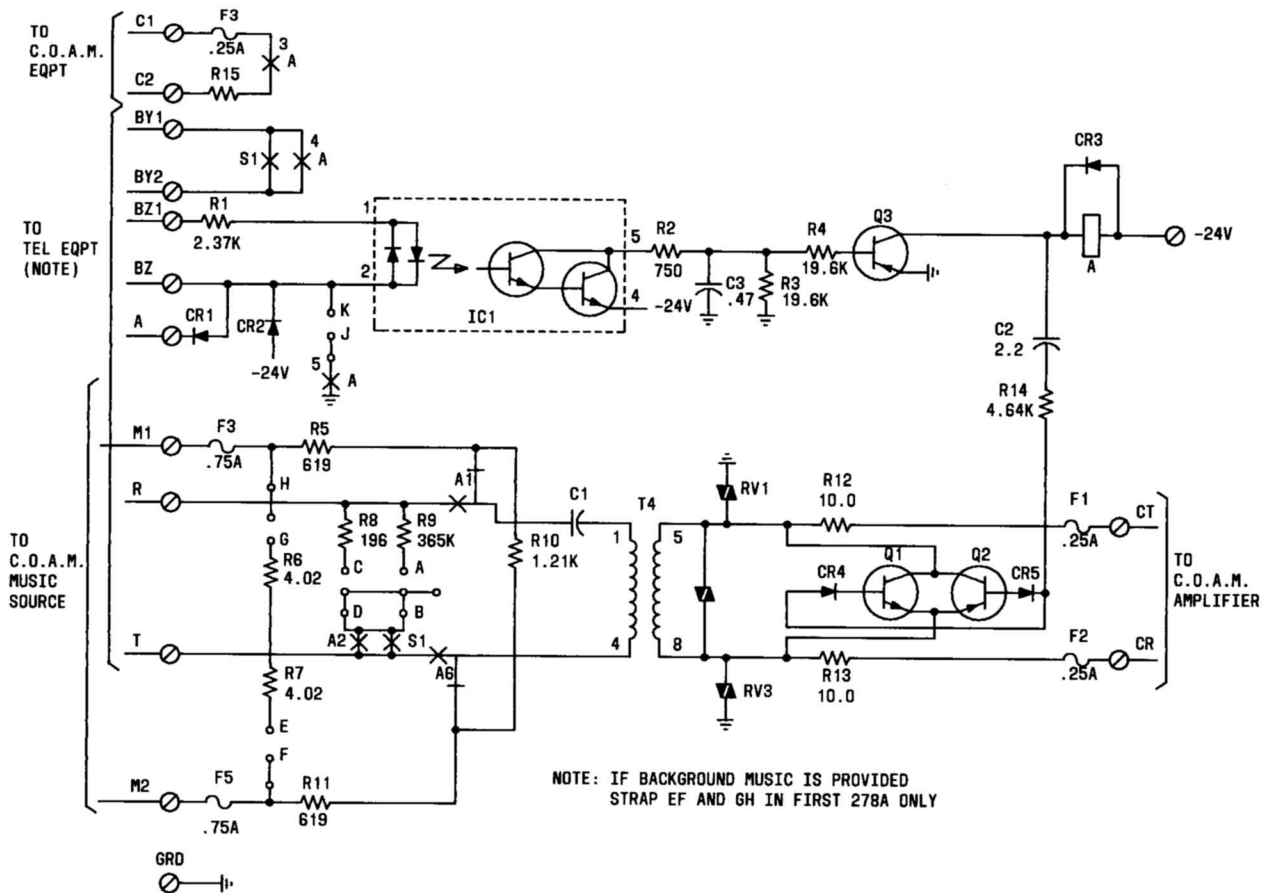 TO
C.O.A.M.
EQPT
C1
F3
.25A
3
A
C2
R15
BY1
S1
4
A
BY2
TO
TEL EQPT
(NOTE)
BZ1
R1
2.37K
BZ
A
CR1
CR2
-24V
K
J
5
A
1
2
IC1
5
4
-24V
R2
750
C3
.47
R3
19.6K
R4
19.6K
Q3
CR3
A
-24V
C2
2.2
R14
4.64K
TO
C.O.A.M.
MUSIC
SOURCE
M1
F3
.75A
R5
619
R
H
G
R6
4.02
R8
196
R9
365K
A1
C
A
D
B
A2
S1
T
A6
R7
4.02
E
F
M2
F5
.75A
R11
619
R10
1.21K
C1
T4
1
4
5
8
RV1
RV3
R12
10.0
F1
.25A
CT
Q1
Q2
CR4
CR5
R13
10.0
F2
.25A
CR
TO
C.O.A.M.
AMPLIFIER
NOTE: IF BACKGROUND MUSIC IS PROVIDED
STRAP EF AND GH IN FIRST 278A ONLY
GRD